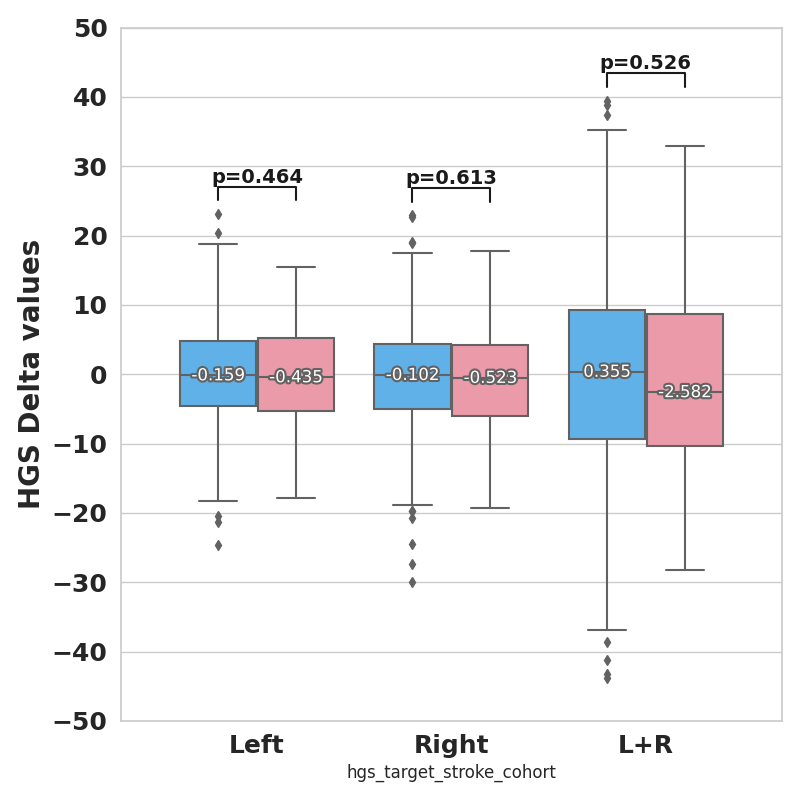 50
p=0.526
40
30
p=0.464
p=0.613
20
10
0
-0.159
-0.435
-0.102
-0.523
0.355
-2.582
−10
−20
−30
−40
−50
HGS Delta values
Left
Right
L+R
hgs_target_stroke_cohort